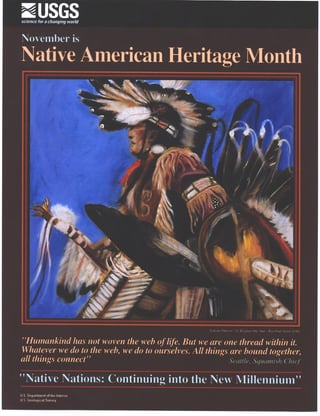 USGS
science for a changing world
November is
Native American Heritage Month
"Humankind has not woven the web of life. But we are one thread within it.
Whatever we do to the web, we do to ourselves. All things are bound together,
all things connect"
Seattle, Squamish Chief
"Native Nations: Continuing into the New Millennium"
U.S. Department of the Interior
U.S. Geological Survey